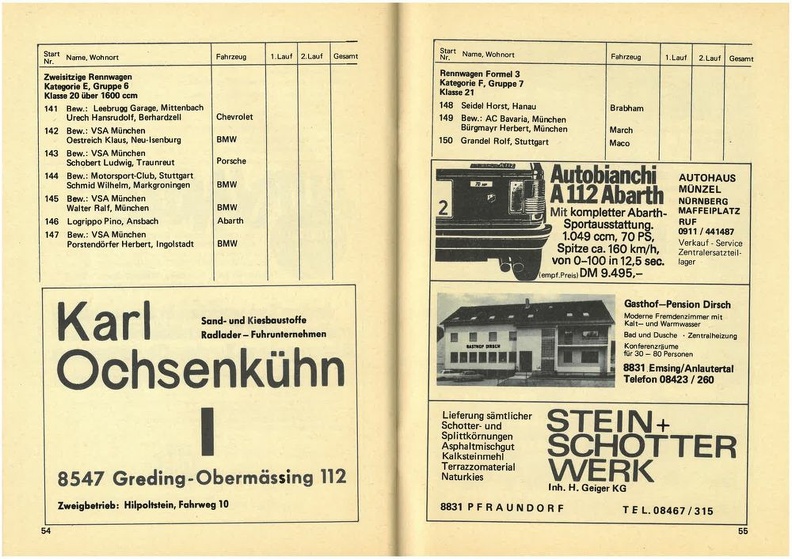 Start Nr. Name, Wohnort Fahrzeug 1.Lauf 2.Lauf Gesamt
Zweisitzige Rennwagen
Kategorie E, Gruppe 6
Klasse 20 über 1600 ccm
141 Bew.: Leebrugg Garage, Mittenbach
Urech Hansrudolf, Berhardzell Chevrolet
142 Bew.: VSA München
Oestreich Klaus, Neu-Isenburg BMW
143 Bew.: VSA München
Schobert Ludwig, Traunreut Porsche
144 Bew.: Motorsport-Club, Stuttgart
Schmid Wilhelm, Markgroningen BMW
145 Bew.: VSA München
Walter Ralf, München BMW
146 Logrippo Pino, Ansbach Abarth
147 Bew.: VSA München
Porstendörfer Herbert, Ingolstadt BMW
Karl
Ochsenkühn
Sand- und Kiesbaustoffe
Radlader – Fuhrunternehmen
8547 Greding-Obermässing 112
Zweigbetrieb: Hilpoltstein, Fahrweg 10
54
Start Nr. Name, Wohnort Fahrzeug 1.Lauf 2.Lauf Gesamt
Rennwagen Formel 3
Kategorie F, Gruppe 7
Klasse 21
148 Seidel Horst, Hanau Brabham
149 Bew.: AC Bavaria, München
Bürgmayr Herbert, München March
150 Grandel Rolf, Stuttgart Maco
70 HP
2
Autobianchi
A 112 Abarth
Mit kompletter Abarth-
Sportausstattung.
1.049 ccm, 70 PS,
Spitze ca. 160 km/h,
von 0–100 in 12,5 sec.
(empf.Preis) DM 9.495,–
AUTOHAUS
MÜNZEL
NÜRNBERG
MAFFEIPLATZ
RUF
0911 / 441487
Verkauf - Service
Zentralersatzteil-
lager
GASTHOF DIRSCH
Gasthof–Pension Dirsch
Moderne Fremdenzimmer mit
Kalt– und Warmwasser
Bad und Dusche - Zentralheizung
Konferenzräume
für 30 – 80 Personen
8831 Emsing/Anlautertal
Telefon 08423 / 260
Lieferung sämtlicher
Schotter- und
Splittkörnungen
Asphaltmischgut
Kalksteinmehl
Terrazzomaterial
Naturkies
STEIN+
SCHOTTER
WERK
Inh. H. Geiger KG
8831 PFRAUNDORF TEL. 08467 / 315
55